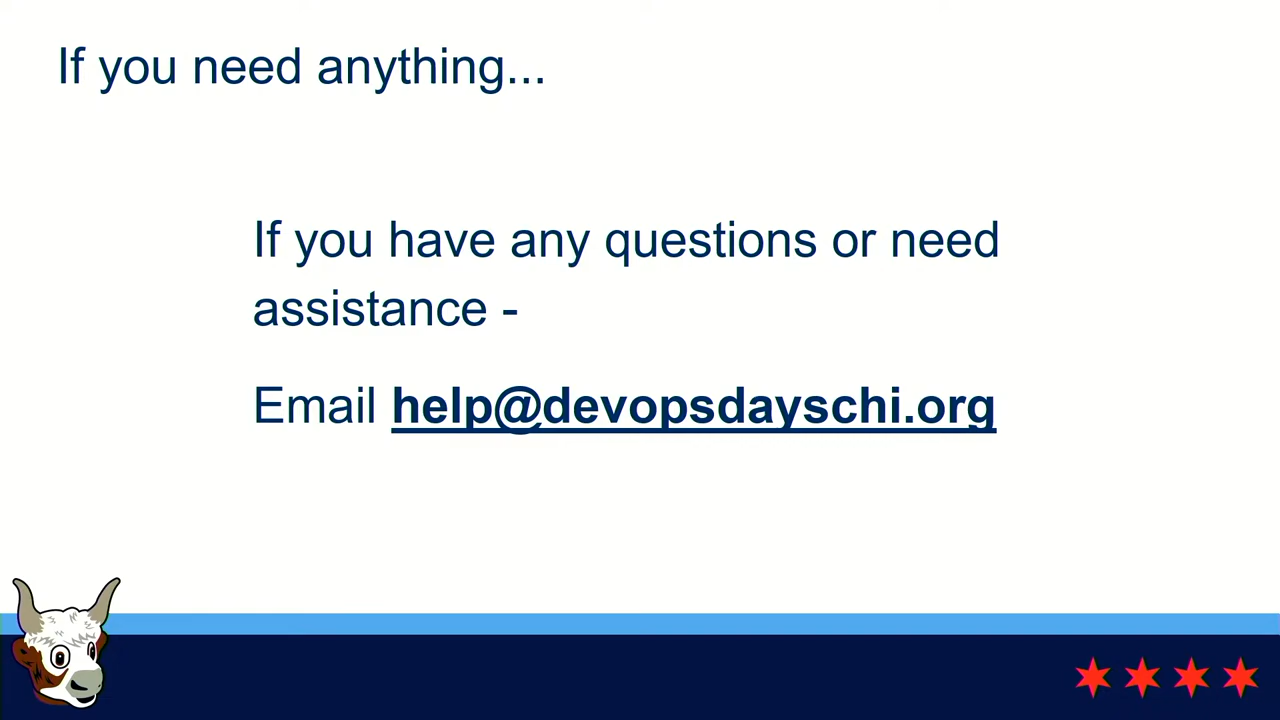 If you need anything...
If you have any questions or need
assistance -
Email help@devopsdayschi.org